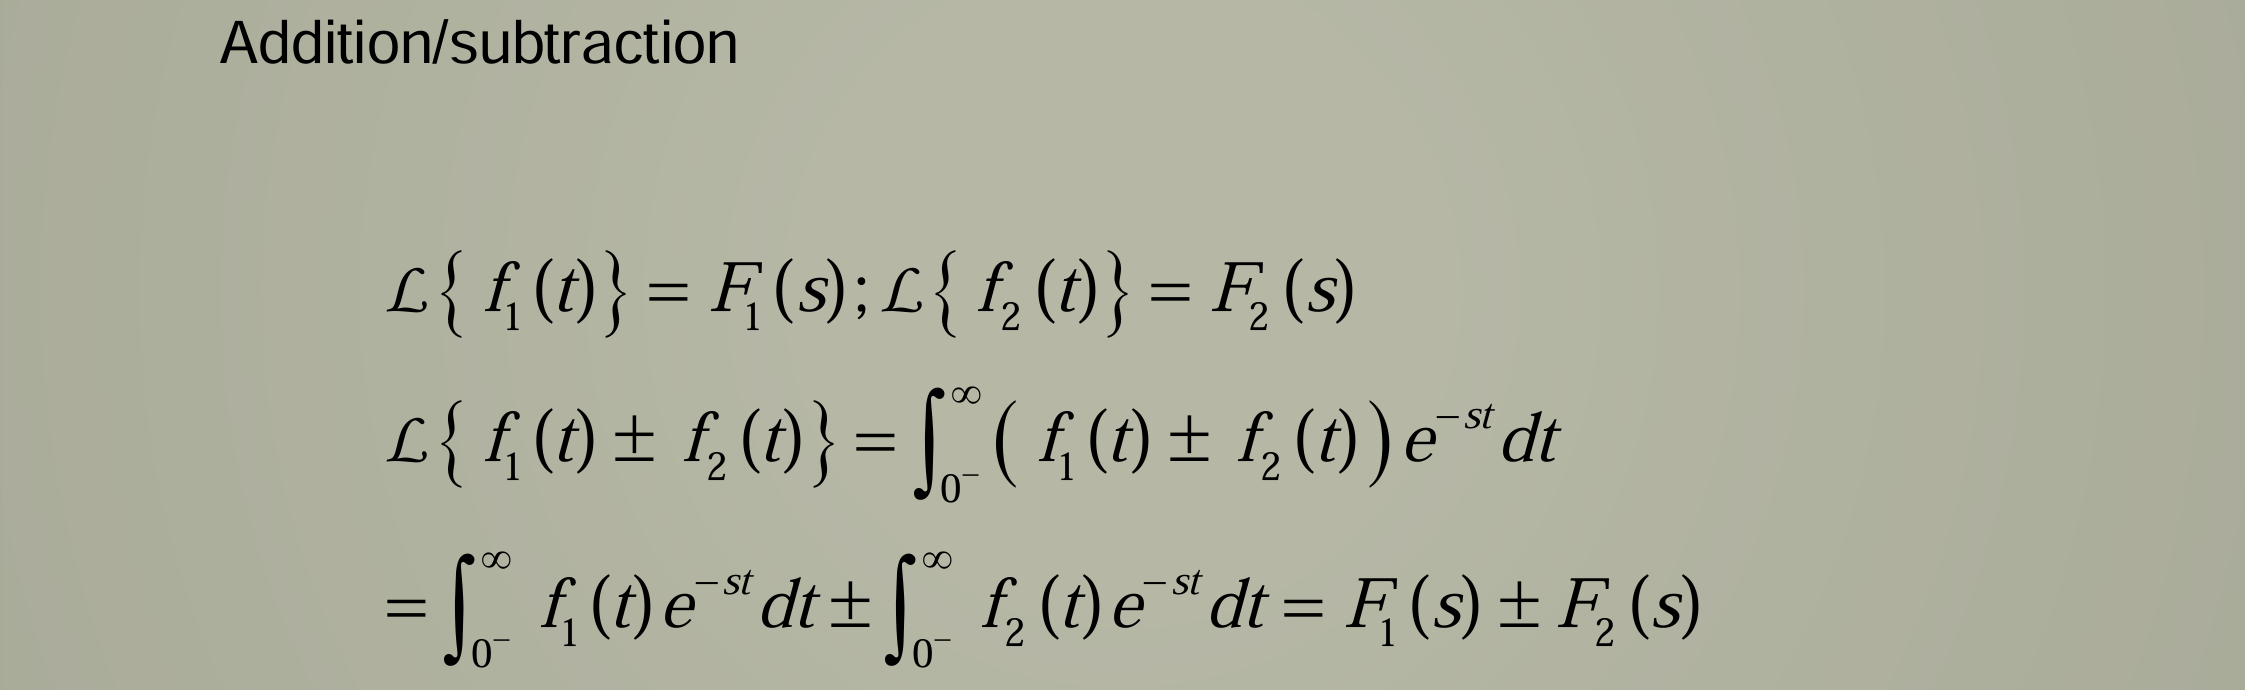 Addition/subtraction
ℒ{ f₁(t)} = F₁(s); ℒ{ f₂(t)} = F₂(s)
ℒ{ f₁(t) ± f₂(t)} = ∫₀₋^∞ ( f₁(t) ± f₂(t)) e^{−st} dt
= ∫₀₋^∞ f₁(t) e^{−st} dt ± ∫₀₋^∞ f₂(t) e^{−st} dt = F₁(s) ± F₂(s)